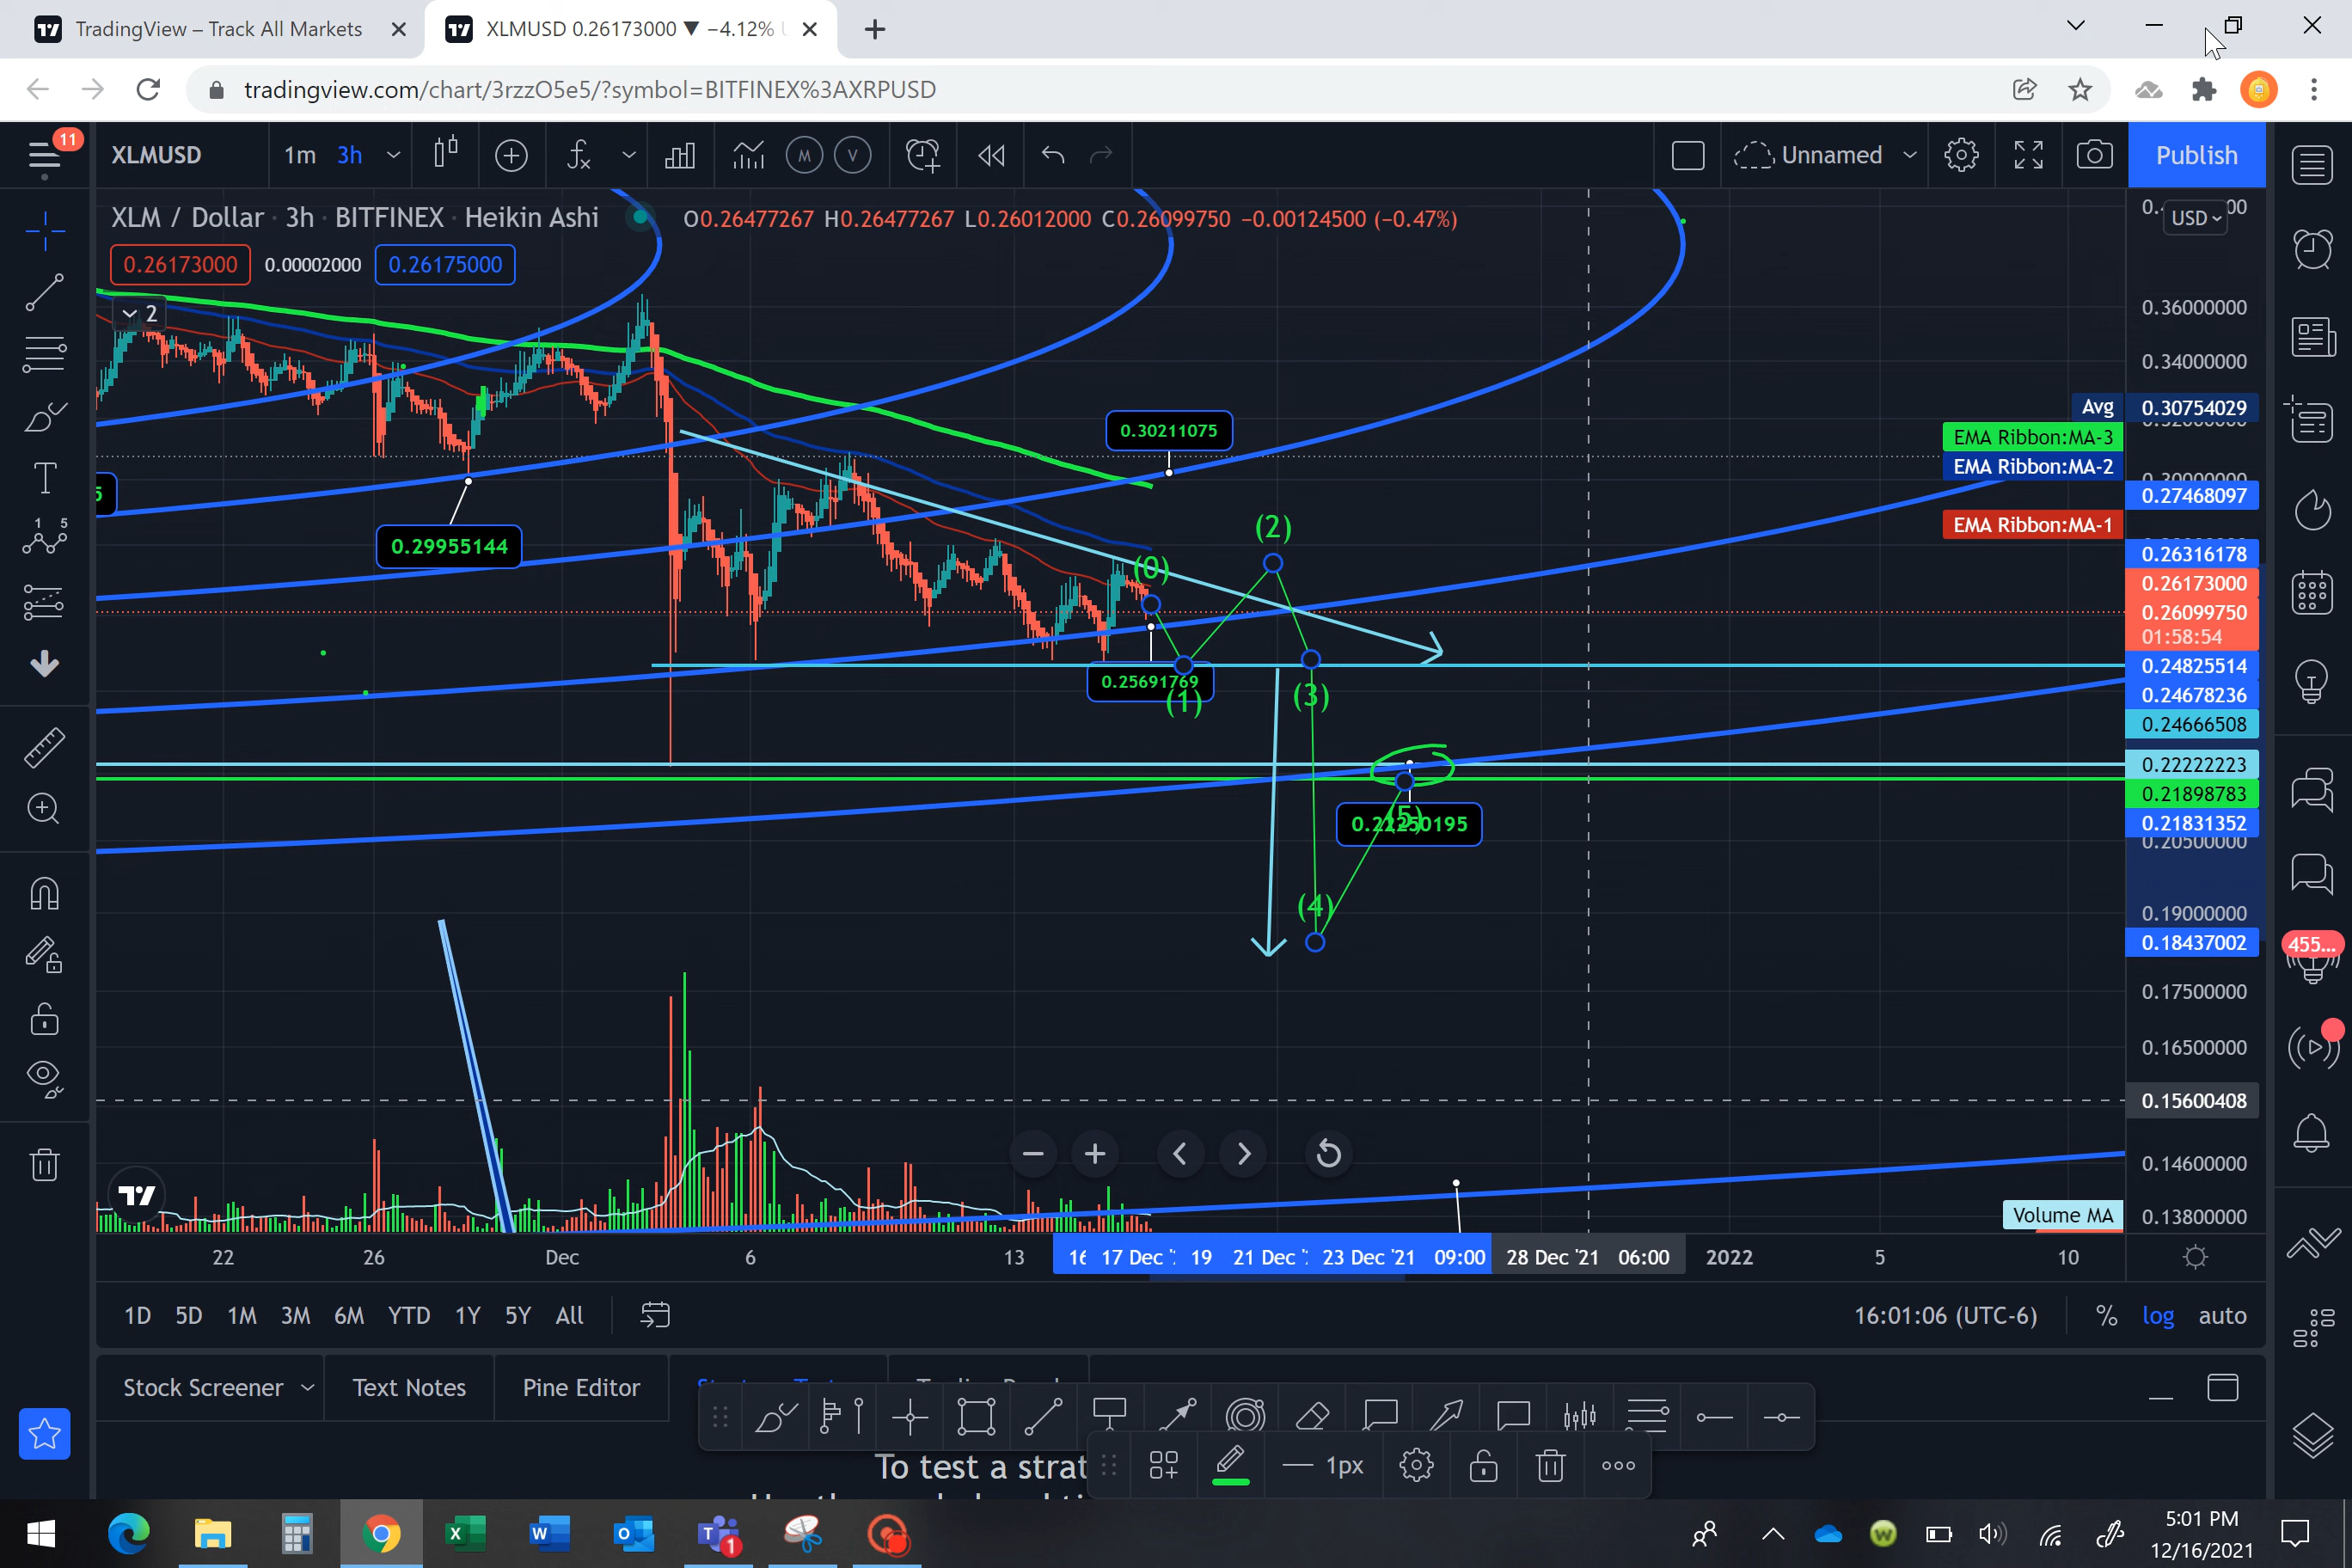 TradingView – Track All Markets
XLMUSD 0.26173000 ▼ −4.12%
tradingview.com/chart/3rzzO5e5/?symbol=BITFINEX%3AXRPUSD
11
XLMUSD
1m
3h
M
V
Unnamed
Publish
XLM / Dollar · 3h · BITFINEX · Heikin Ashi
O0.26477267 H0.26477267 L0.26012000 C0.26099750 −0.00124500 (−0.47%)
USD
0.26173000
0.00002000
0.26175000
2
0.36000000
0.34000000
Avg
0.30754029
0.30211075
EMA Ribbon:MA-3
EMA Ribbon:MA-2
0.27468097
5
EMA Ribbon:MA-1
(2)
0.29955144
0.26316178
(0)
0.26173000
0.26099750
01:58:54
0.24825514
0.25691769
(1)
(3)
0.24678236
0.24666508
0.22222223
0.21898783
0.22250195
(5)
0.21831352
0.20500000
(4)
0.19000000
0.18437002
455...
0.17500000
0.16500000
0.15600408
0.14600000
Volume MA
0.13800000
22
26
Dec
6
13
16
17 Dec '
19
21 Dec '
23 Dec '21 09:00
28 Dec '21 06:00
2022
5
10
1D 5D 1M 3M 6M YTD 1Y 5Y All
16:01:06 (UTC-6)
%
log
auto
Stock Screener
Text Notes
Pine Editor
1px
To test a strat
5:01 PM
12/16/2021